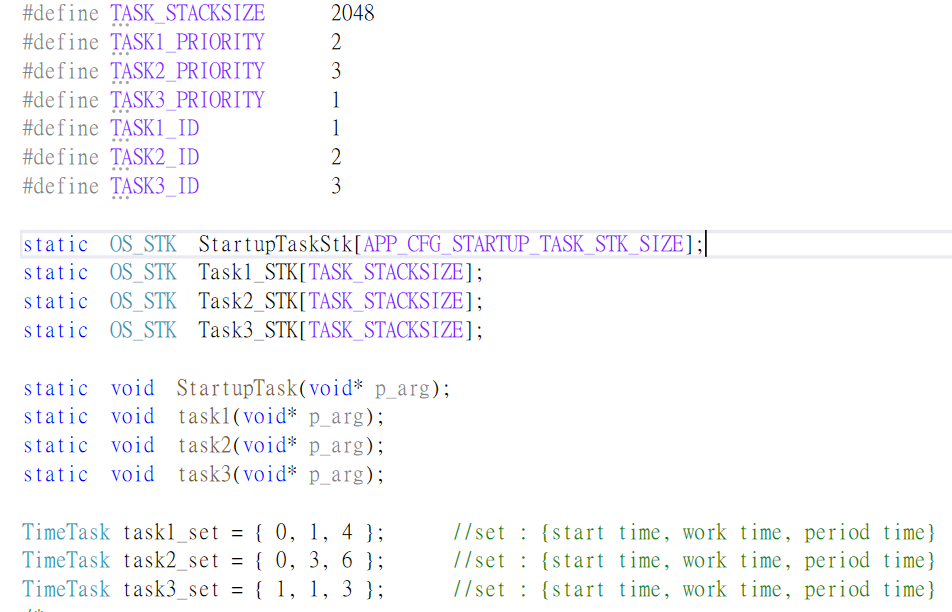 #define TASK_STACKSIZE 2048
#define TASK1_PRIORITY 2
#define TASK2_PRIORITY 3
#define TASK3_PRIORITY 1
#define TASK1_ID 1
#define TASK2_ID 2
#define TASK3_ID 3
static OS_STK StartupTaskStk[APP_CFG_STARTUP_TASK_STK_SIZE];
static OS_STK Task1_STK[TASK_STACKSIZE];
static OS_STK Task2_STK[TASK_STACKSIZE];
static OS_STK Task3_STK[TASK_STACKSIZE];
static void StartupTask(void* p_arg);
static void task1(void* p_arg);
static void task2(void* p_arg);
static void task3(void* p_arg);
TimeTask task1_set = { 0, 1, 4 }; //set : {start time, work time, period time}
TimeTask task2_set = { 0, 3, 6 }; //set : {start time, work time, period time}
TimeTask task3_set = { 1, 1, 3 }; //set : {start time, work time, period time}